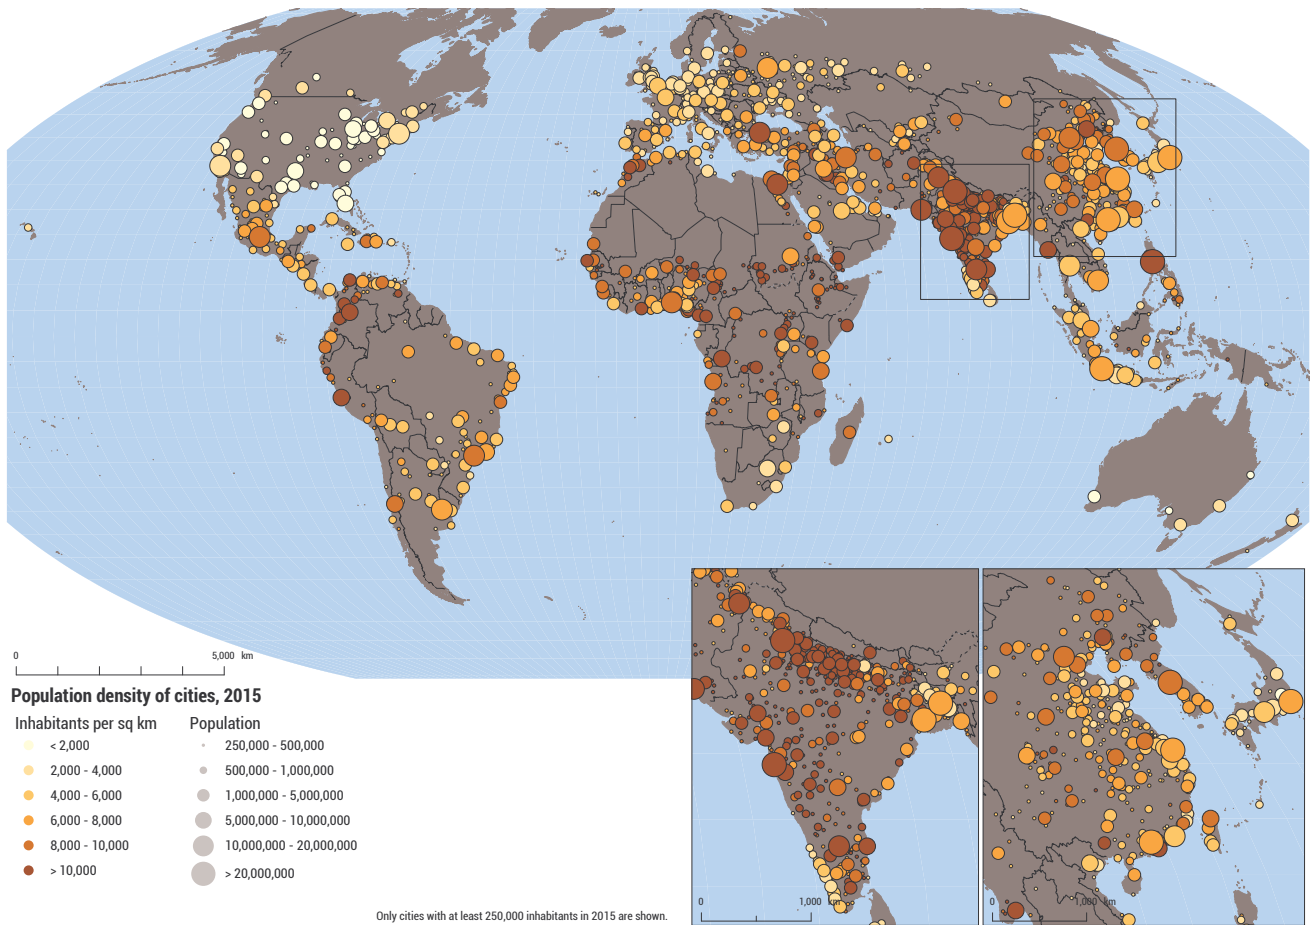 0 5,000 km
Population density of cities, 2015
Inhabitants per sq km
< 2,000
2,000 - 4,000
4,000 - 6,000
6,000 - 8,000
8,000 - 10,000
> 10,000
Population
250,000 - 500,000
500,000 - 1,000,000
1,000,000 - 5,000,000
5,000,000 - 10,000,000
10,000,000 - 20,000,000
> 20,000,000
Only cities with at least 250,000 inhabitants in 2015 are shown.
0 1,000 km
0 1,000 km